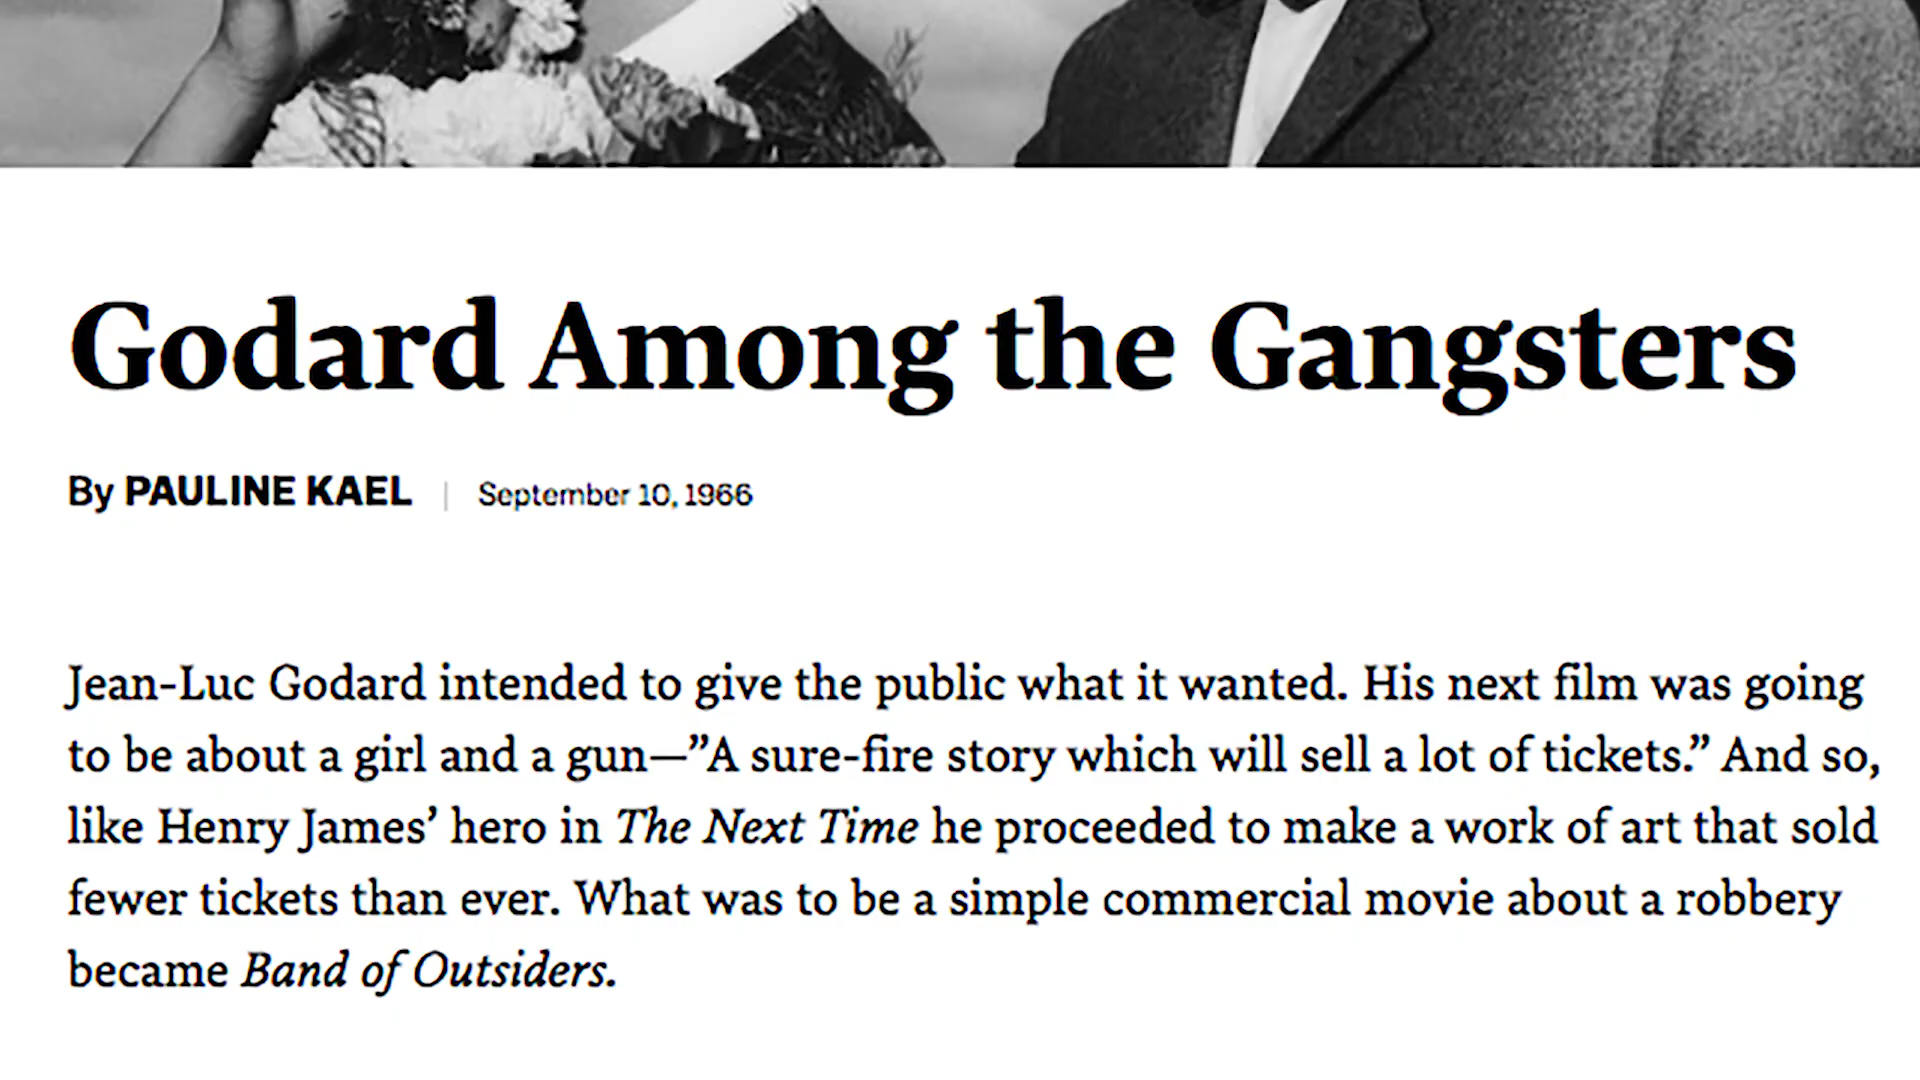 Godard Among the Gangsters
By PAULINE KAEL | September 10, 1966
Jean-Luc Godard intended to give the public what it wanted. His next film was going
to be about a girl and a gun—”A sure-fire story which will sell a lot of tickets.” And so,
like Henry James’ hero in The Next Time he proceeded to make a work of art that sold
fewer tickets than ever. What was to be a simple commercial movie about a robbery
became Band of Outsiders.